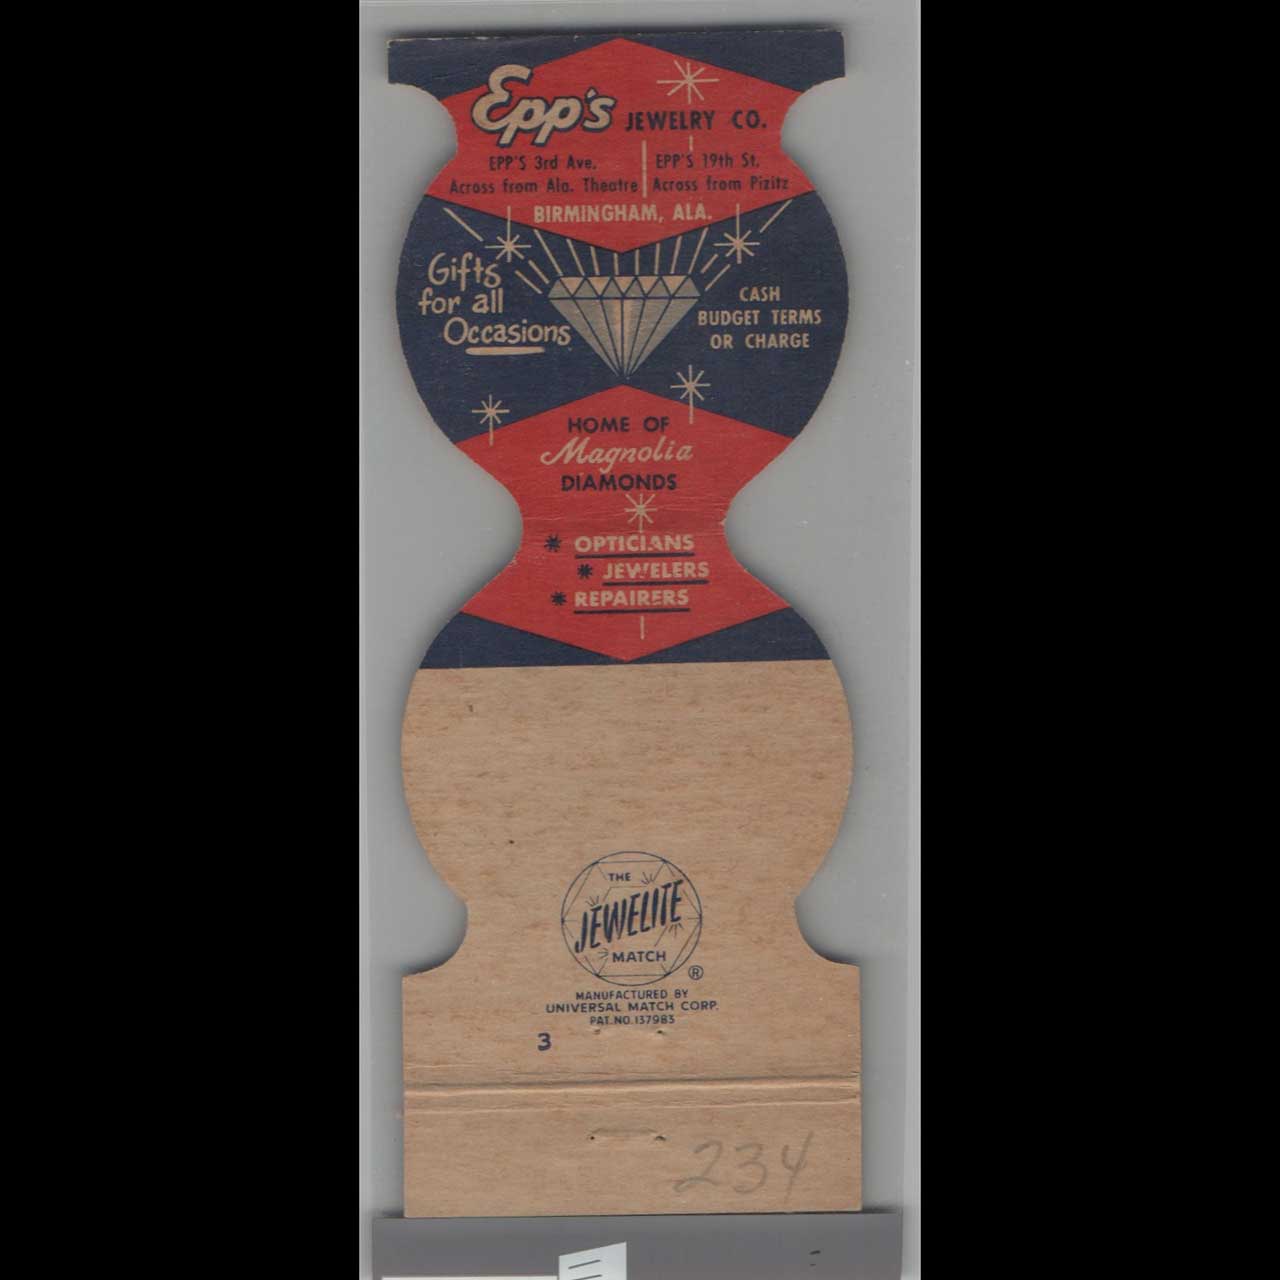 Epp's JEWELRY CO.
EPP'S 3rd Ave.
Across from Ala. Theatre
EPP'S 19th St.
Across from Pizitz
BIRMINGHAM, ALA.
Gifts
for all
Occasions
CASH
BUDGET TERMS
OR CHARGE
HOME OF
Magnolia
DIAMONDS
* OPTICIANS
* JEWELERS
* REPAIRERS
THE
JEWELITE
MATCH
®
MANUFACTURED BY
UNIVERSAL MATCH CORP.
PAT. NO. 137983
3
234